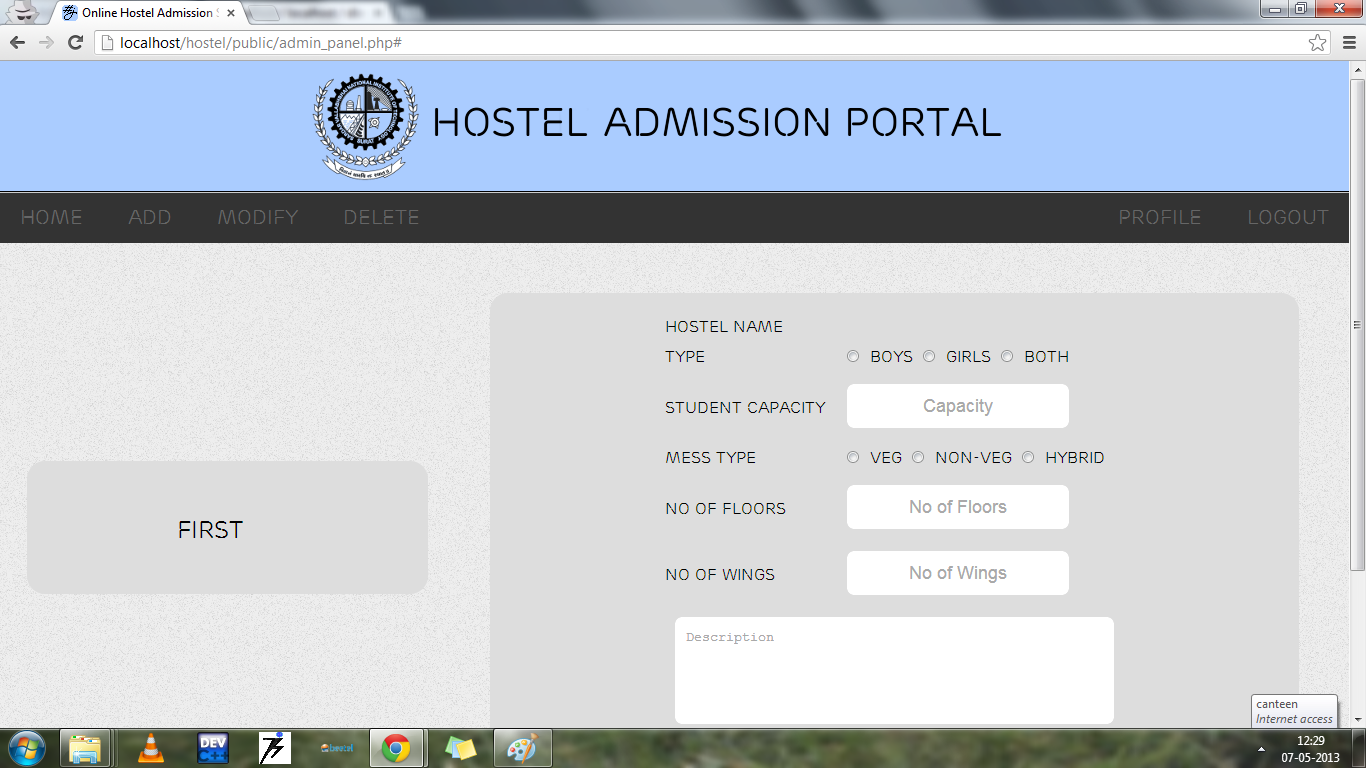 Online Hostel Admission S
localhost/hostel/public/admin_panel.php#
HOSTEL ADMISSION PORTAL
SURAT
HOME ADD MODIFY DELETE PROFILE LOGOUT
HOSTEL NAME
TYPE BOYS GIRLS BOTH
STUDENT CAPACITY Capacity
MESS TYPE VEG NON-VEG HYBRID
NO OF FLOORS No of Floors
FIRST
NO OF WINGS No of Wings
Description
canteen
Internet access
DEV
C++
12:29
07-05-2013